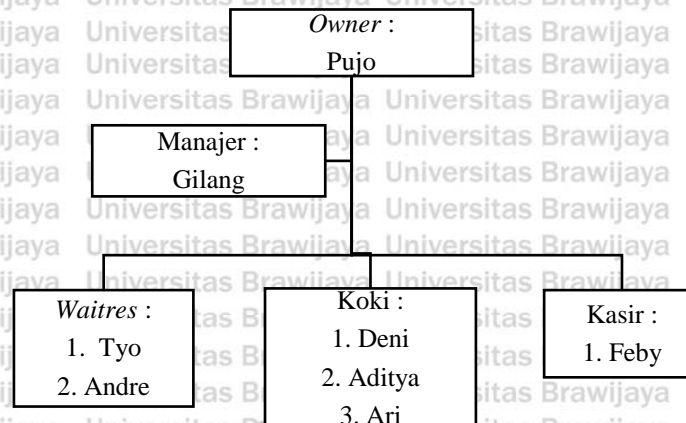 Owner :
Pujo
Manajer :
Gilang
Waitres :
1. Tyo
2. Andre
Koki :
1. Deni
2. Aditya
3. Ari
Kasir :
1. Feby